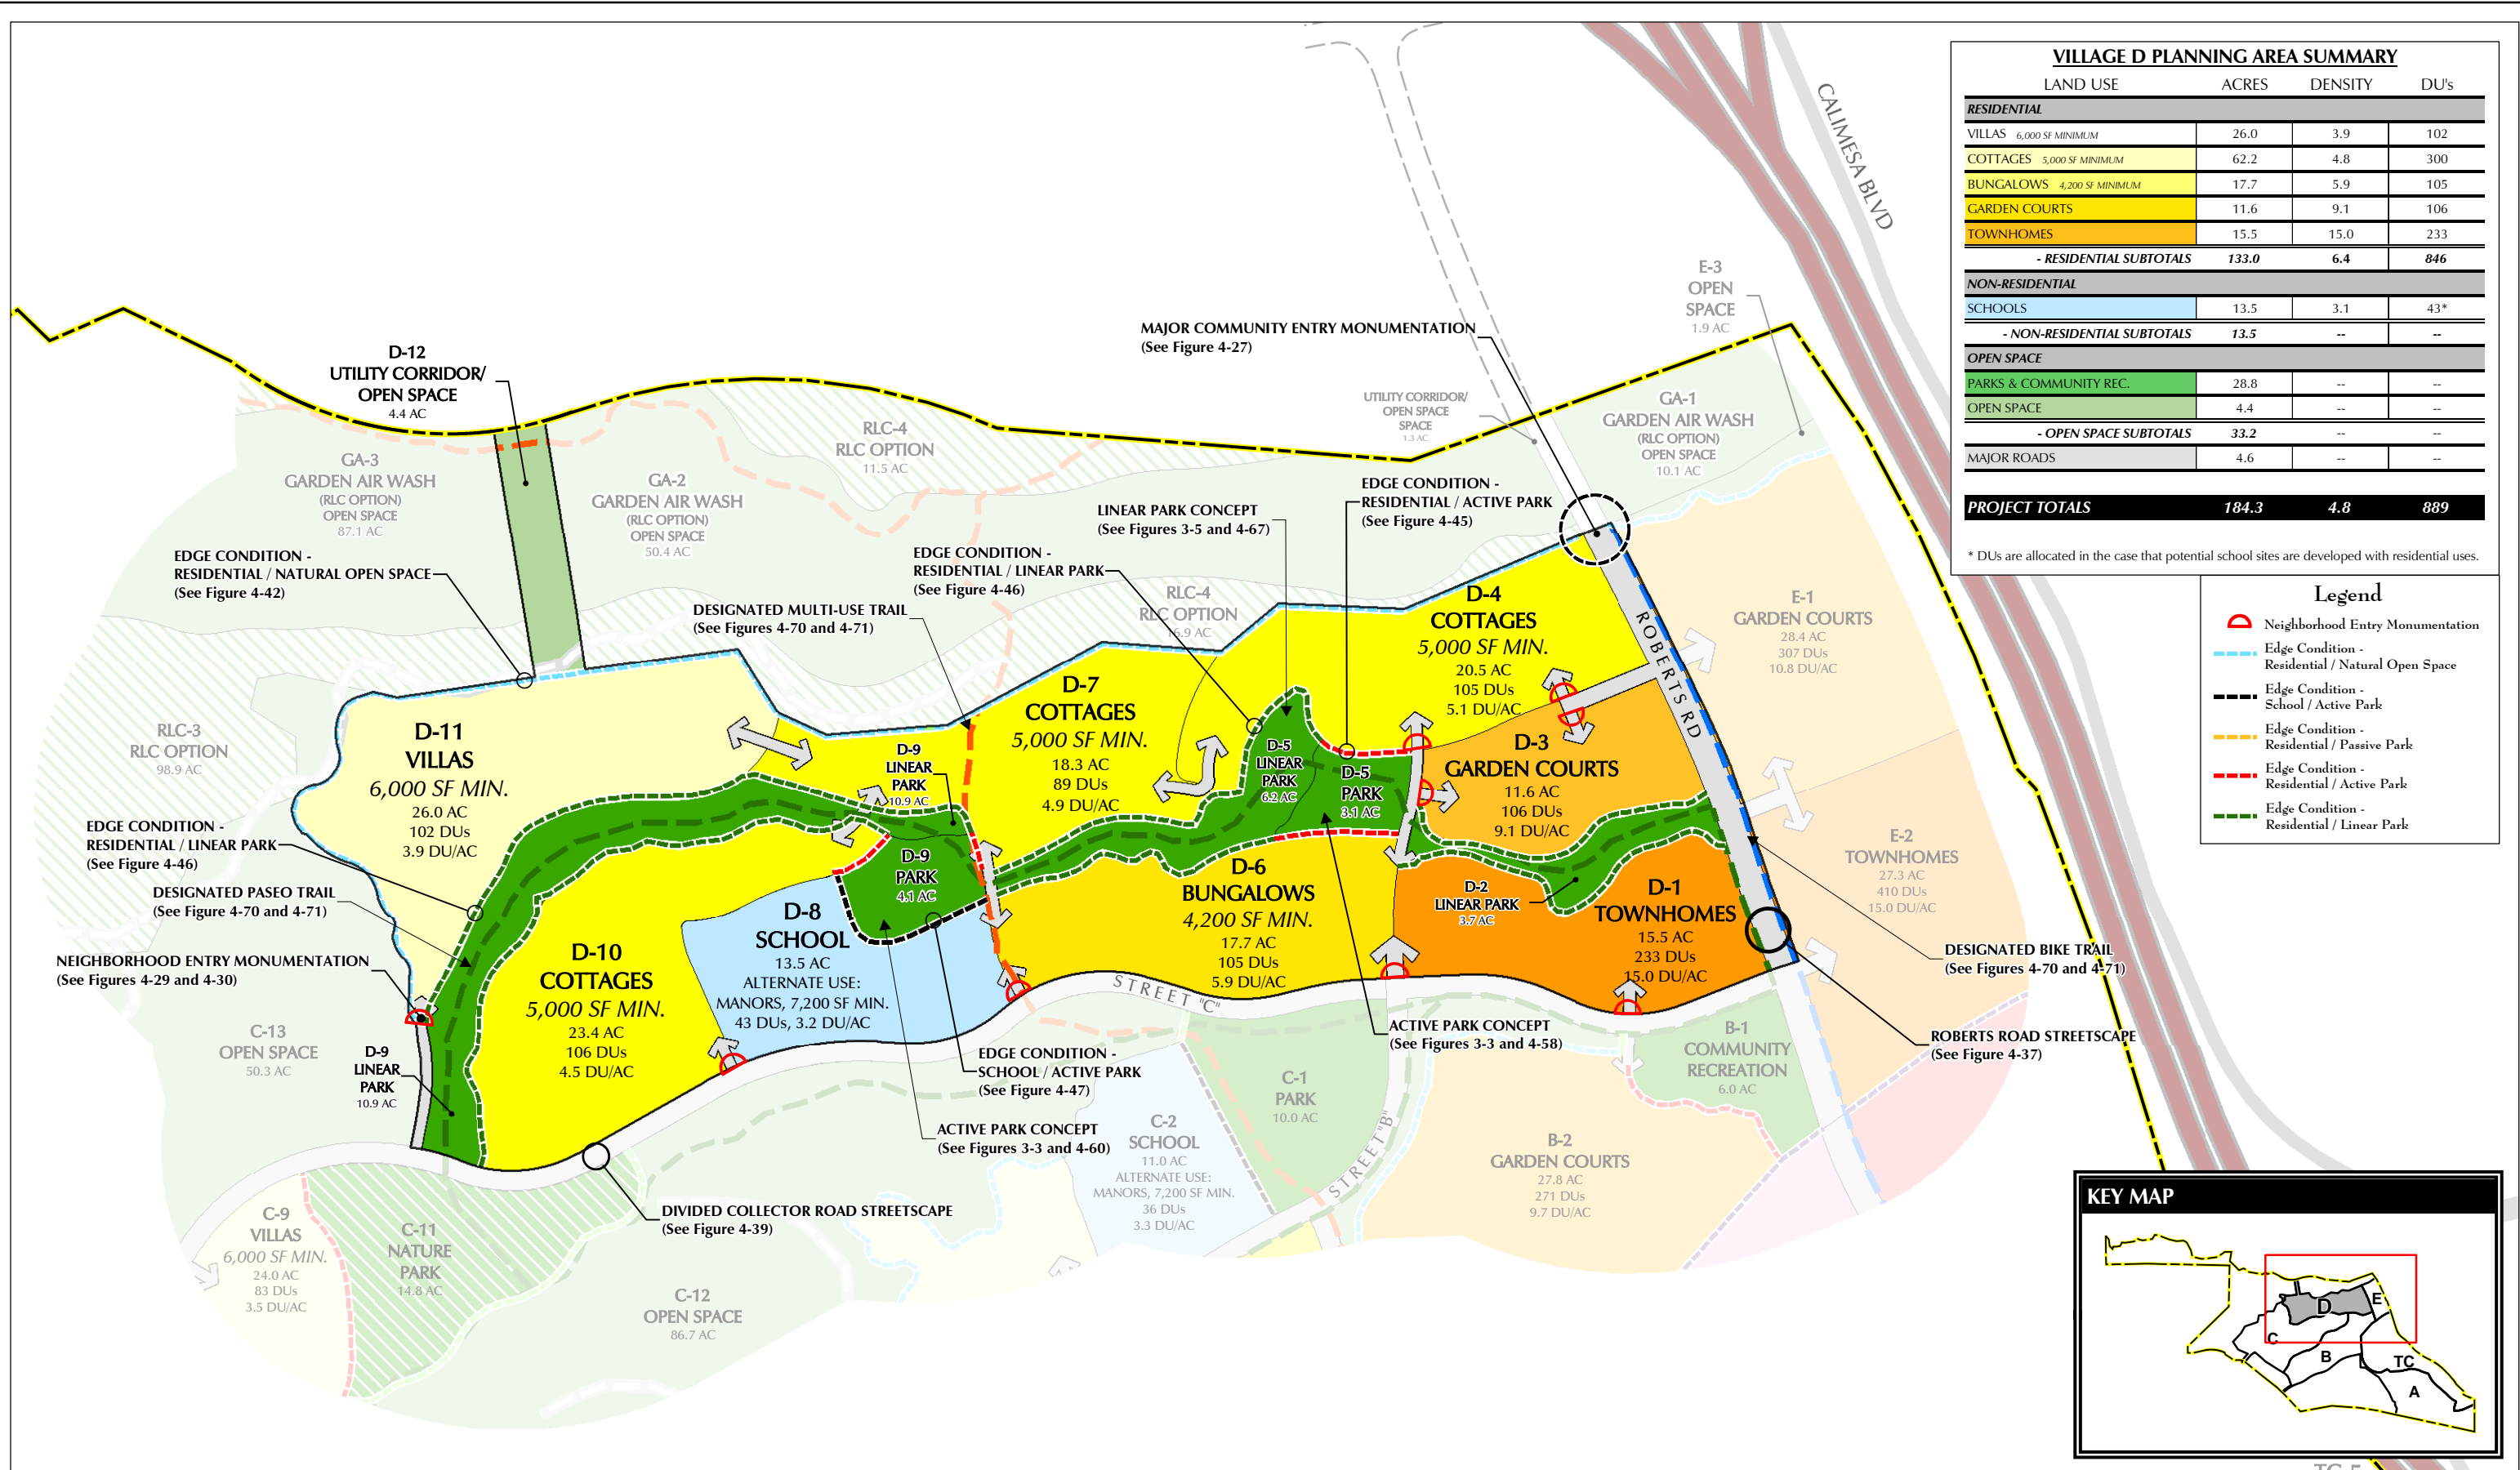 VILLAGE D PLANNING AREA SUMMARY
LAND USE ACRES DENSITY DU's
RESIDENTIAL
VILLAS 6,000 SF MINIMUM 26.0 3.9 102
COTTAGES 5,000 SF MINIMUM 62.2 4.8 300
BUNGALOWS 4,200 SF MINIMUM 17.7 5.9 105
GARDEN COURTS 11.6 9.1 106
TOWNHOMES 15.5 15.0 233
- RESIDENTIAL SUBTOTALS 133.0 6.4 846
NON-RESIDENTIAL
SCHOOLS 13.5 3.1 43*
- NON-RESIDENTIAL SUBTOTALS 13.5 -- --
OPEN SPACE
PARKS & COMMUNITY REC. 28.8 -- --
OPEN SPACE 4.4 -- --
- OPEN SPACE SUBTOTALS 33.2 -- --
MAJOR ROADS 4.6 -- --
PROJECT TOTALS 184.3 4.8 889
* DUs are allocated in the case that potential school sites are developed with residential uses.
Legend
Neighborhood Entry Monumentation
Edge Condition -
Residential / Natural Open Space
Edge Condition -
School / Active Park
Edge Condition -
Residential / Passive Park
Edge Condition -
Residential / Active Park
Edge Condition -
Residential / Linear Park
CALIMESA BLVD
E-3
OPEN
SPACE
1.9 AC
MAJOR COMMUNITY ENTRY MONUMENTATION
(See Figure 4-27)
D-12
UTILITY CORRIDOR/
OPEN SPACE
4.4 AC
UTILITY CORRIDOR/
OPEN SPACE
SPACE
1.3 AC
GA-1
GARDEN AIR WASH
(RLC OPTION)
OPEN SPACE
10.1 AC
RLC-4
RLC OPTION
11.5 AC
GA-3
GARDEN AIR WASH
(RLC OPTION)
OPEN SPACE
87.1 AC
GA-2
GARDEN AIR WASH
(RLC OPTION)
OPEN SPACE
50.4 AC
EDGE CONDITION -
RESIDENTIAL / ACTIVE PARK
(See Figure 4-45)
LINEAR PARK CONCEPT
(See Figures 3-5 and 4-67)
EDGE CONDITION -
RESIDENTIAL / LINEAR PARK
(See Figure 4-46)
EDGE CONDITION -
RESIDENTIAL / NATURAL OPEN SPACE
(See Figure 4-42)
DESIGNATED MULTI-USE TRAIL
(See Figures 4-70 and 4-71)
RLC-4
RLC OPTION
16.9 AC
D-4
COTTAGES
5,000 SF MIN.
20.5 AC
105 DUs
5.1 DU/AC
ROBERTS RD
E-1
GARDEN COURTS
28.4 AC
307 DUs
10.8 DU/AC
RLC-3
RLC OPTION
98.9 AC
D-11
VILLAS
6,000 SF MIN.
26.0 AC
102 DUs
3.9 DU/AC
D-7
COTTAGES
5,000 SF MIN.
18.3 AC
89 DUs
4.9 DU/AC
D-9
LINEAR
PARK
10.9 AC
D-5
LINEAR
PARK
6.2 AC
D-5
PARK
3.1 AC
D-3
GARDEN COURTS
11.6 AC
106 DUs
9.1 DU/AC
EDGE CONDITION -
RESIDENTIAL / LINEAR PARK
(See Figure 4-46)
DESIGNATED PASEO TRAIL
(See Figure 4-70 and 4-71)
NEIGHBORHOOD ENTRY MONUMENTATION
(See Figures 4-29 and 4-30)
D-9
PARK
4.1 AC
D-6
BUNGALOWS
4,200 SF MIN.
17.7 AC
105 DUs
5.9 DU/AC
D-2
LINEAR PARK
3.7 AC
D-1
TOWNHOMES
15.5 AC
233 DUs
15.0 DU/AC
E-2
TOWNHOMES
27.3 AC
410 DUs
15.0 DU/AC
D-8
SCHOOL
13.5 AC
ALTERNATE USE:
MANORS, 7,200 SF MIN.
43 DUs, 3.2 DU/AC
D-10
COTTAGES
5,000 SF MIN.
23.4 AC
106 DUs
4.5 DU/AC
DESIGNATED BIKE TRAIL
(See Figures 4-70 and 4-71)
STREET "C"
C-13
OPEN SPACE
50.3 AC
D-9
LINEAR
PARK
10.9 AC
ACTIVE PARK CONCEPT
(See Figures 3-3 and 4-58)
B-1
COMMUNITY
RECREATION
6.0 AC
ROBERTS ROAD STREETSCAPE
(See Figure 4-37)
EDGE CONDITION -
SCHOOL / ACTIVE PARK
(See Figure 4-47)
C-1
PARK
10.0 AC
ACTIVE PARK CONCEPT
(See Figures 3-3 and 4-60)
C-2
SCHOOL
11.0 AC
ALTERNATE USE:
MANORS, 7,200 SF MIN.
36 DUs
3.3 DU/AC
STREET "B"
B-2
GARDEN COURTS
27.8 AC
271 DUs
9.7 DU/AC
DIVIDED COLLECTOR ROAD STREETSCAPE
(See Figure 4-39)
C-9
VILLAS
6,000 SF MIN.
24.0 AC
83 DUs
3.5 DU/AC
C-11
NATURE
PARK
14.8 AC
C-12
OPEN SPACE
86.7 AC
KEY MAP
D
E
C
B
TC
A